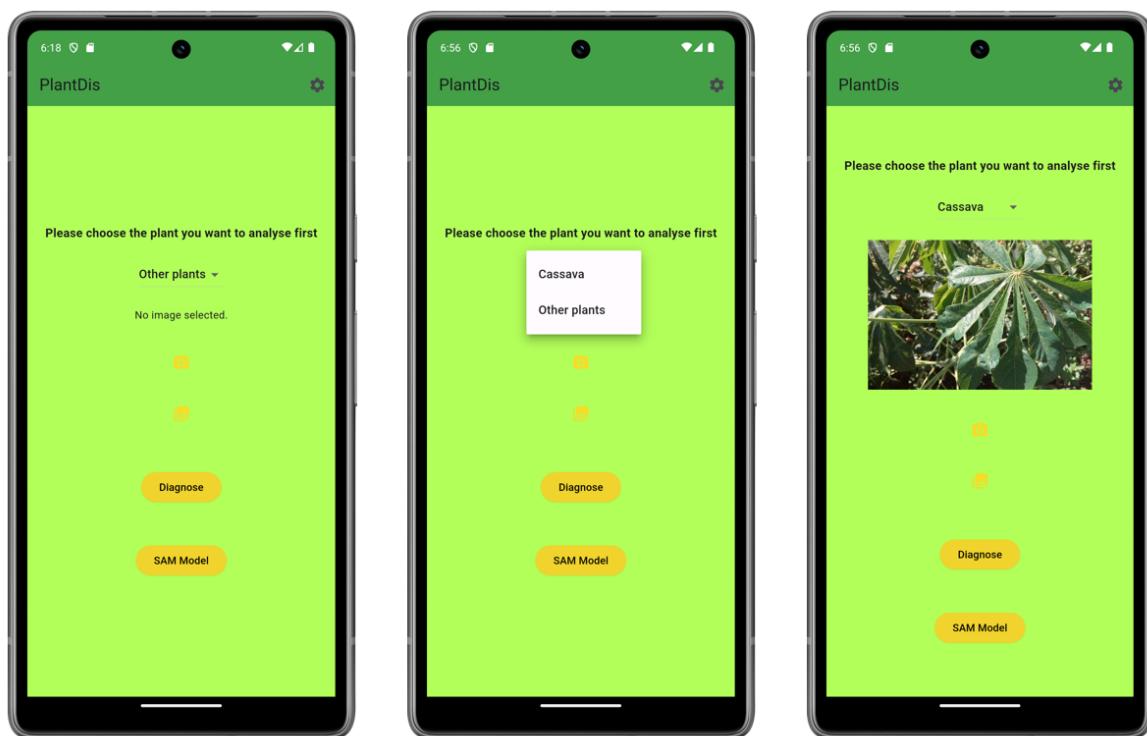 6:18
PlantDis
Please choose the plant you want to analyse first
Other plants
No image selected.
Diagnose
SAM Model
6:56
PlantDis
Please choose the plant you want to analyse first
Cassava
Other plants
Diagnose
SAM Model
6:56
PlantDis
Please choose the plant you want to analyse first
Cassava
Diagnose
SAM Model